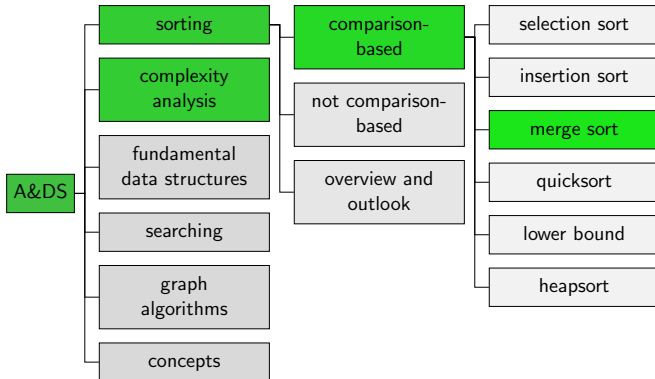 A&DS
sorting
complexity
analysis
fundamental
data structures
searching
graph
algorithms
concepts
comparison-
based
not comparison-
based
overview and
outlook
selection sort
insertion sort
merge sort
quicksort
lower bound
heapsort